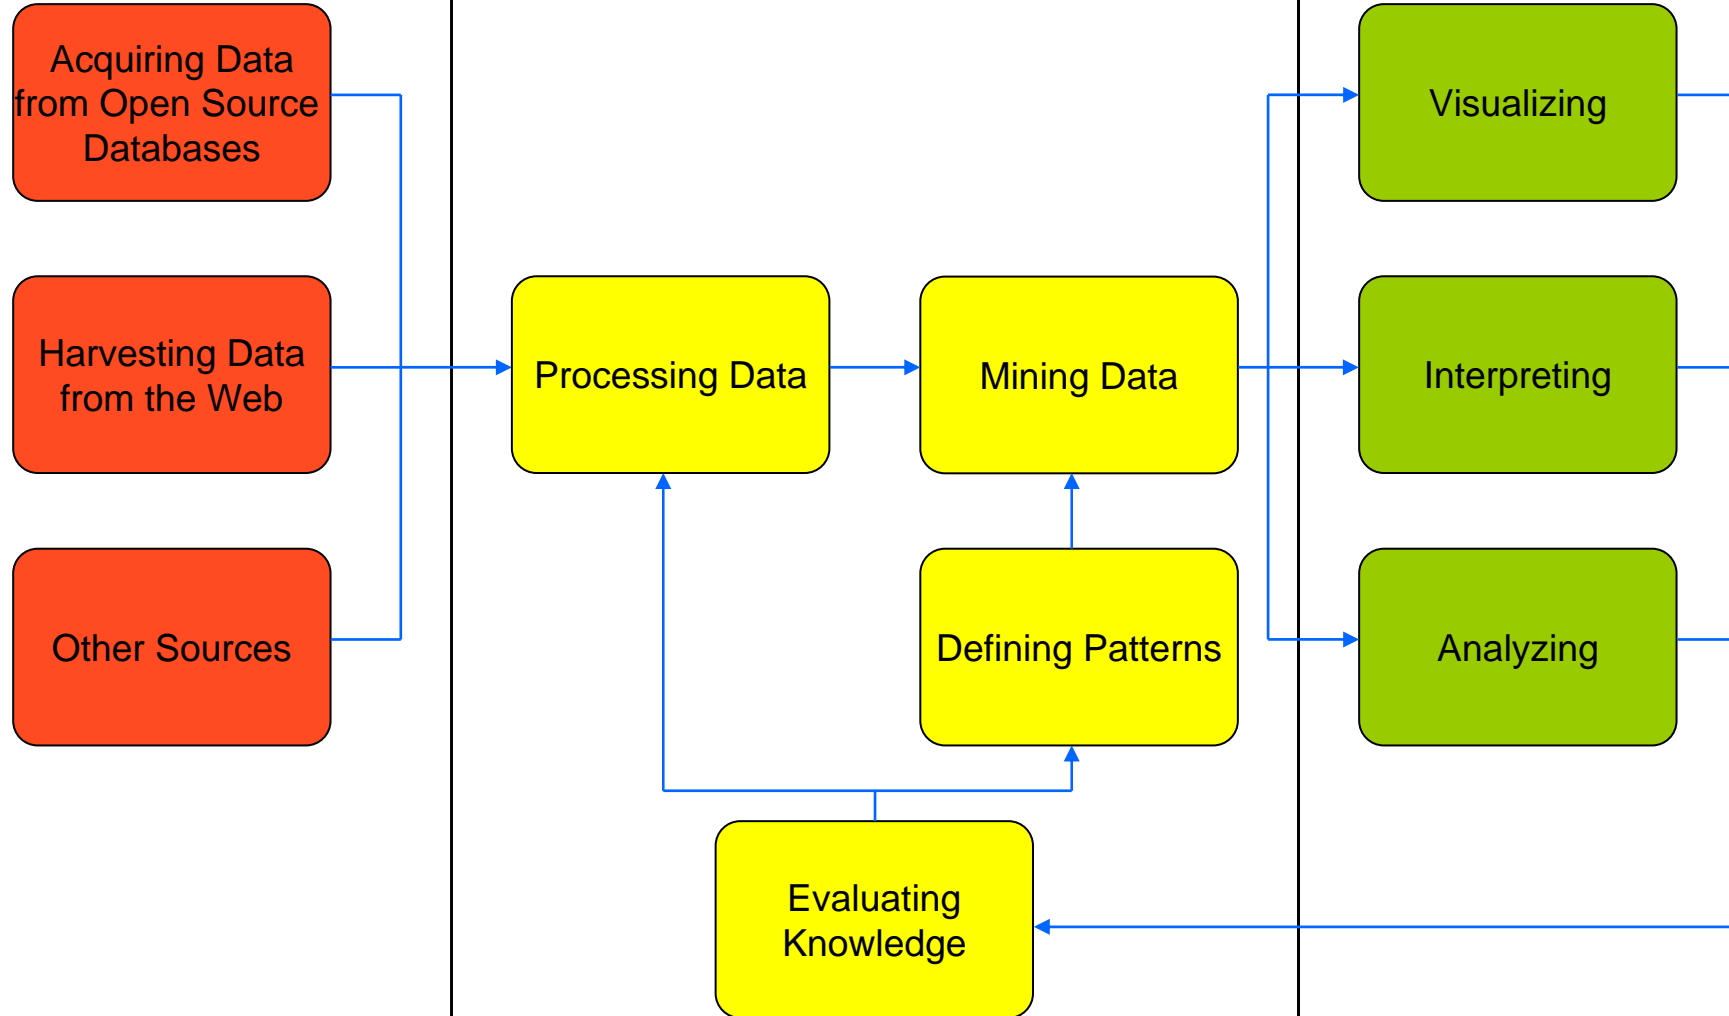 Acquiring Data
from Open Source
Databases
Visualizing
Harvesting Data
from the Web
Processing Data
Mining Data
Interpreting
Other Sources
Defining Patterns
Analyzing
Evaluating
Knowledge